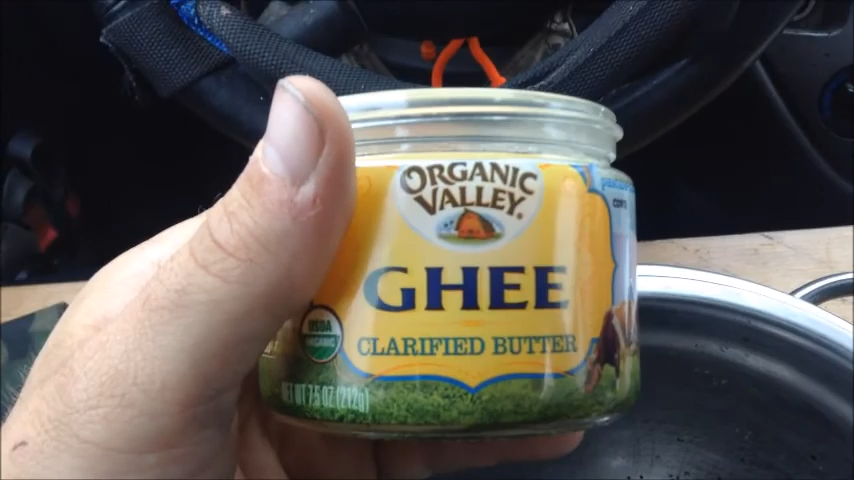 ORGANIC
VALLEY
GHEE
USDA
ORGANIC
CLARIFIED BUTTER
NET WT 7.5 OZ (212g)